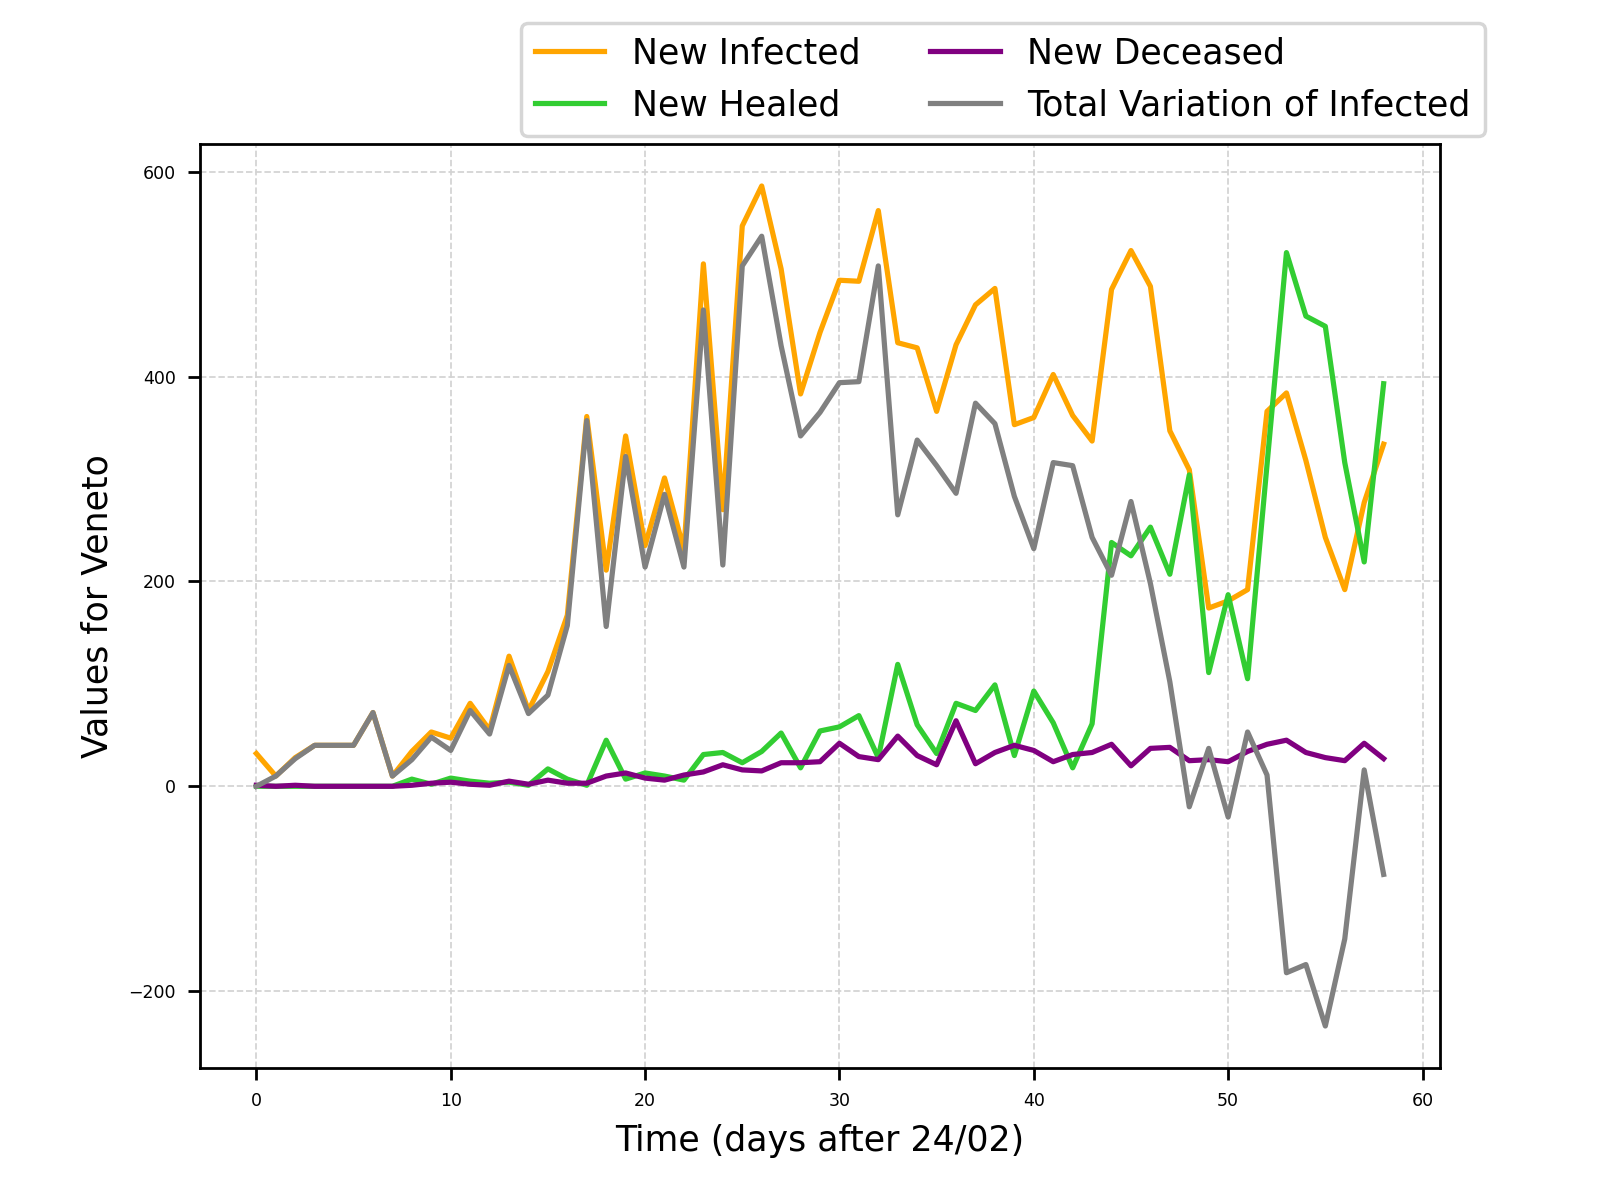 New Infected
New Healed
New Deceased
Total Variation of Infected
600
400
200
0
−200
Values for Veneto
0 10 20 30 40 50 60
Time (days after 24/02)